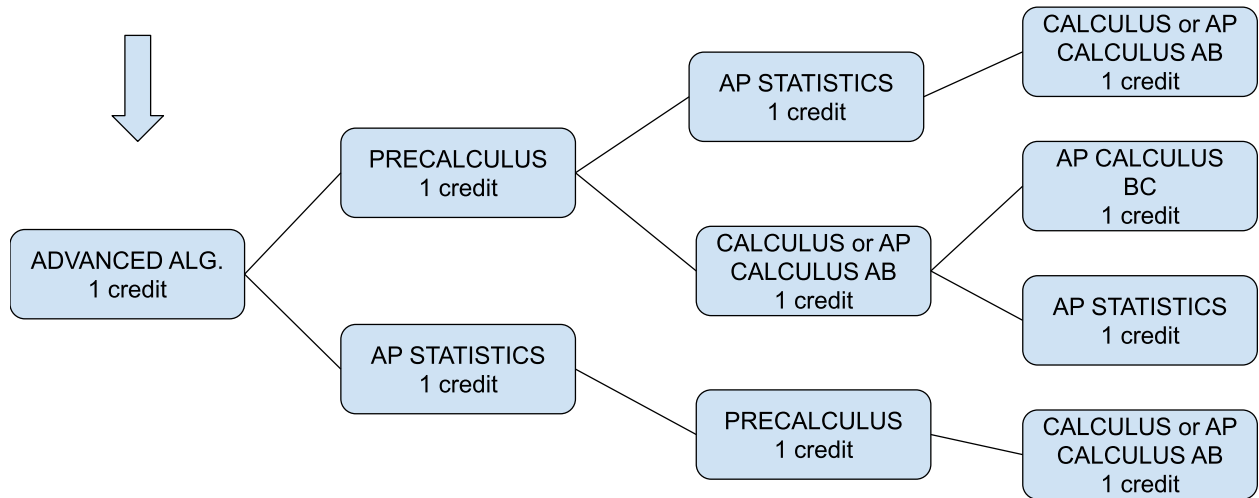 ADVANCED ALG.
1 credit
PRECALCULUS
1 credit
AP STATISTICS
1 credit
AP STATISTICS
1 credit
CALCULUS or AP
CALCULUS AB
1 credit
PRECALCULUS
1 credit
CALCULUS or AP
CALCULUS AB
1 credit
AP CALCULUS
BC
1 credit
AP STATISTICS
1 credit
CALCULUS or AP
CALCULUS AB
1 credit